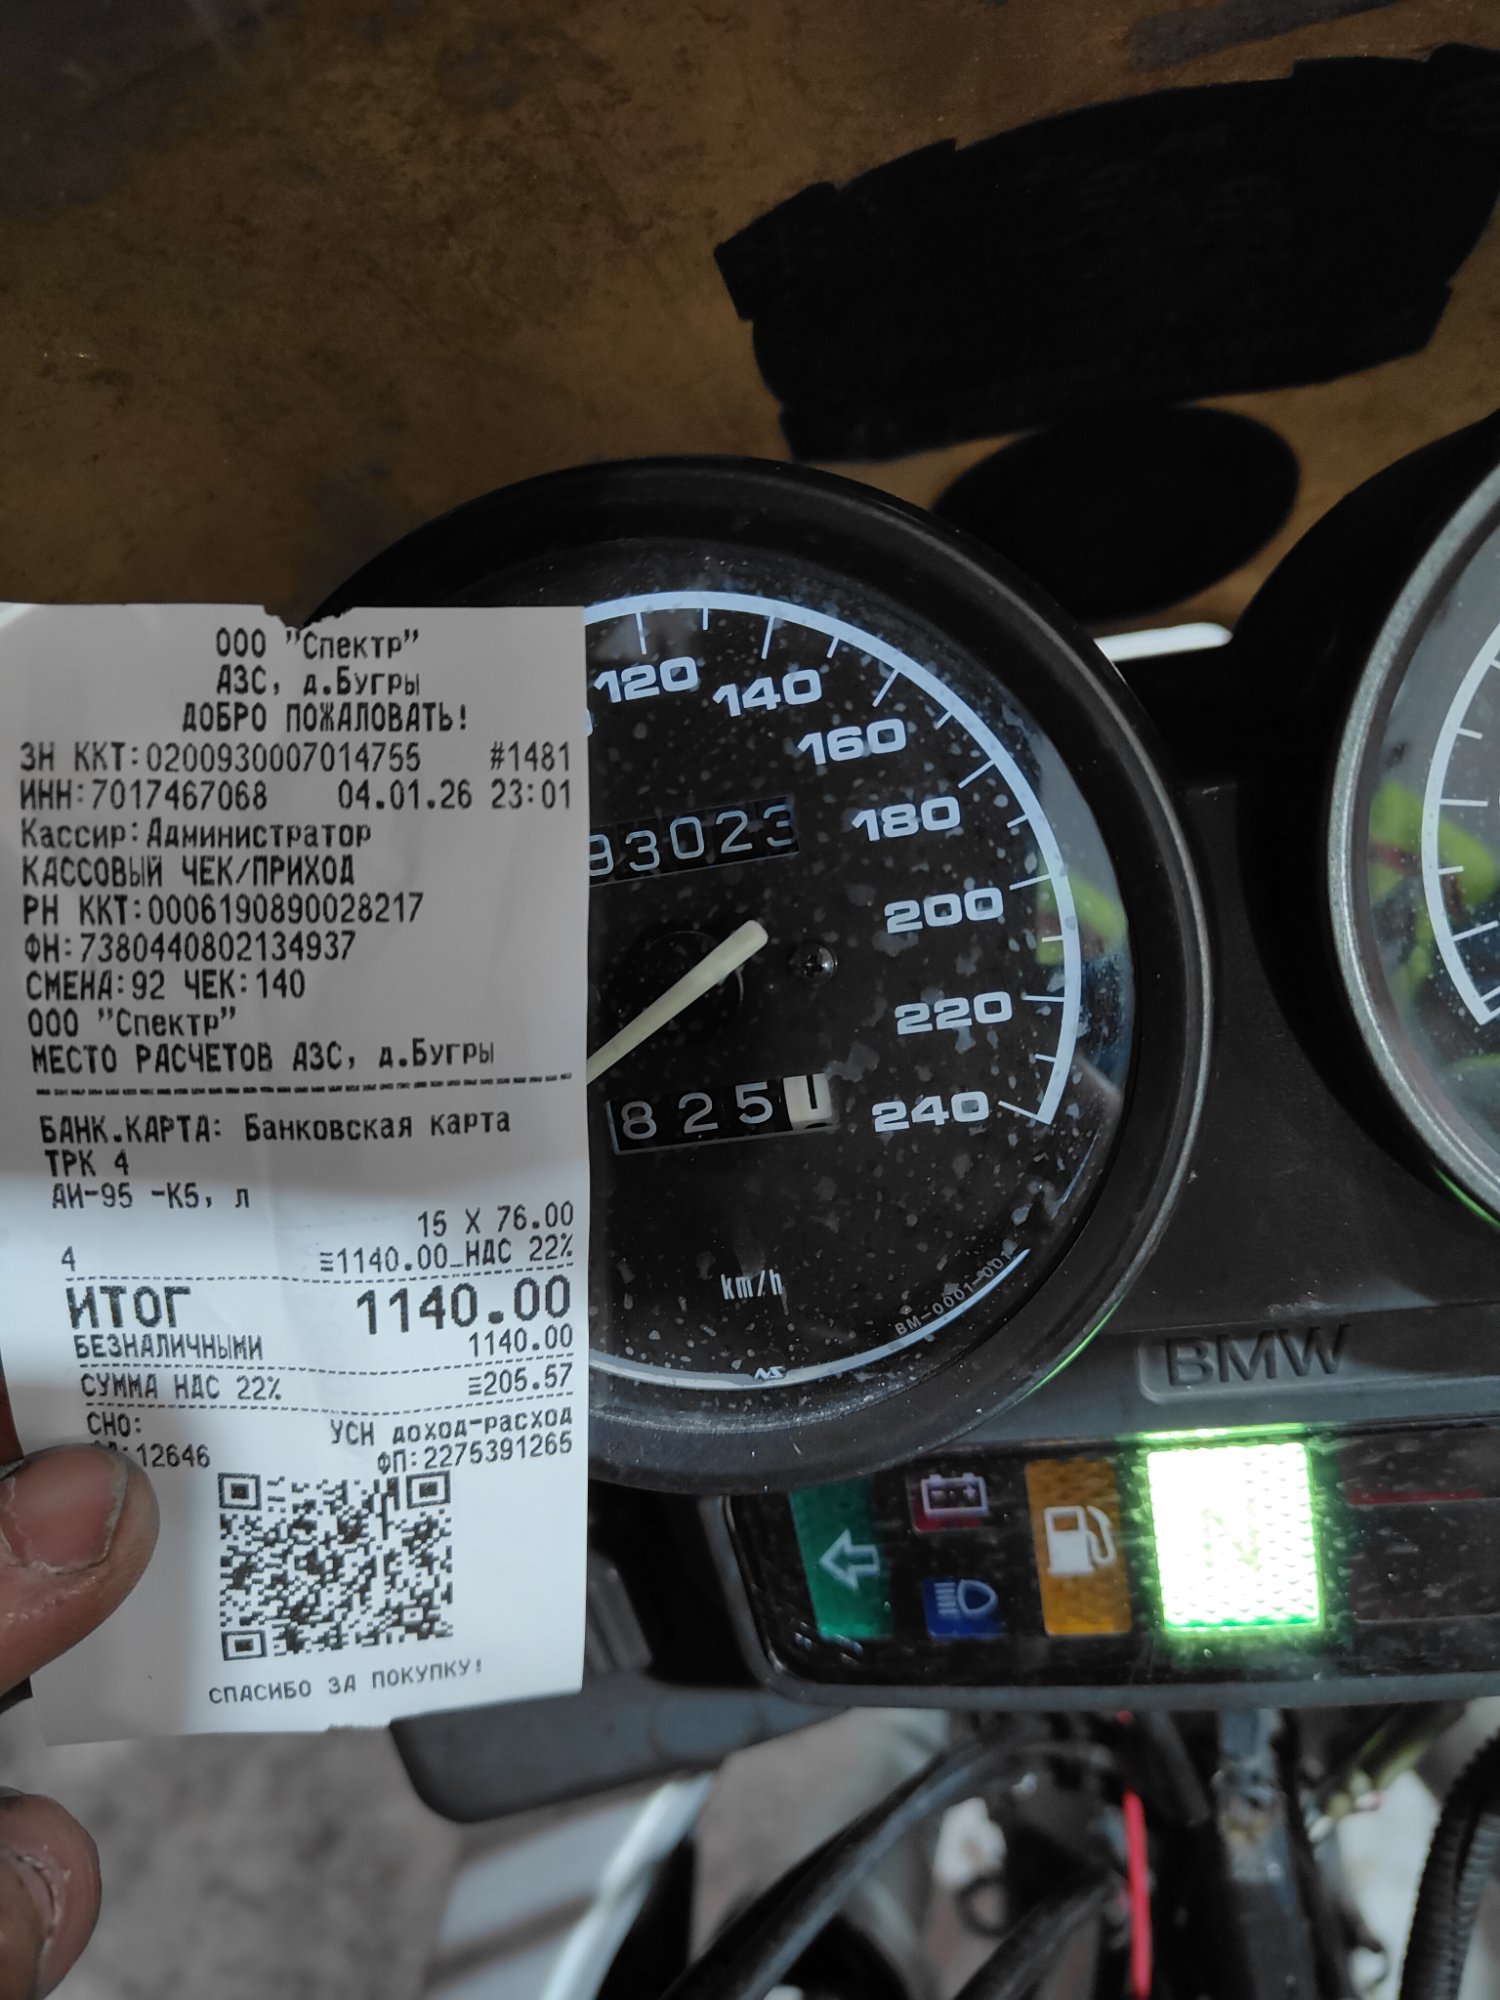 ООО "Спектр"
АЗС, д.Бугры
ДОБРО ПОЖАЛОВАТЬ!
ЗН ККТ:0200930007014755 #1481
ИНН:7017467068 04.01.26 23:01
Кассир:Администратор
КАССОВЫЙ ЧЕК/ПРИХОД
РН ККТ:0006190890028217
ФН:7380440802134937
СМЕНА:92 ЧЕК:140
ООО "Спектр"
МЕСТО РАСЧЕТОВ АЗС, д.Бугры
БАНК.КАРТА: Банковская карта
ТРК 4
АИ-95 -К5, л
15 X 76.00
4 ≡1140.00_НДС 22%
ИТОГ 1140.00
БЕЗНАЛИЧНЫМИ 1140.00
СУММА НДС 22% ≡205.57
СНО: УСН доход-расход
:12646 ФП:2275391265
СПАСИБО ЗА ПОКУПКУ!
120
140
160
180
200
220
240
93023
8251
km/h
BM-0001-001
BMW